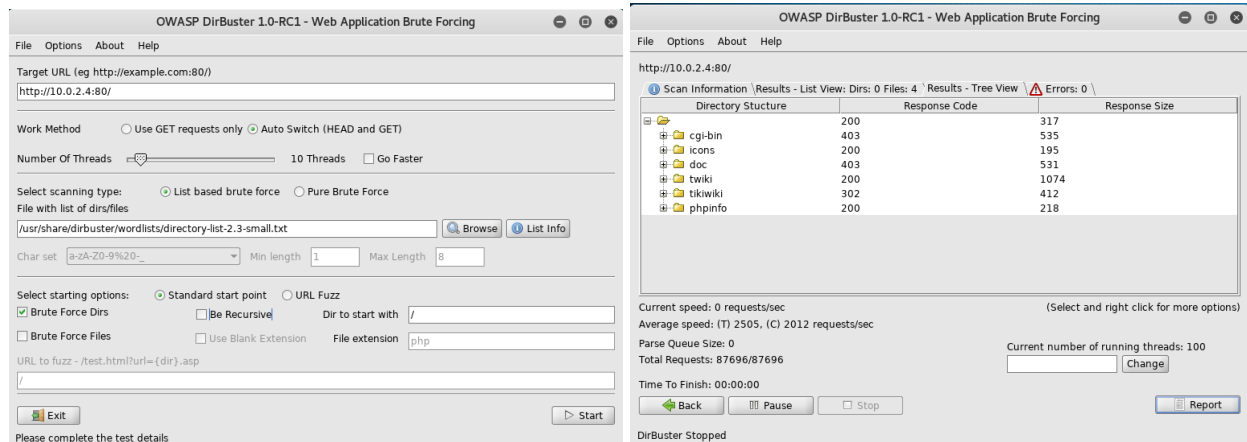 OWASP DirBuster 1.0-RC1 - Web Application Brute Forcing
File Options About Help
Target URL (eg http://example.com:80/)
http://10.0.2.4:80/
Work Method Use GET requests only Auto Switch (HEAD and GET)
Number Of Threads 10 Threads Go Faster
Select scanning type: List based brute force Pure Brute Force
File with list of dirs/files
/usr/share/dirbuster/wordlists/directory-list-2.3-small.txt Browse List Info
Char set a-zA-Z0-9%20-_ Min length 1 Max Length 8
Select starting options: Standard start point URL Fuzz
Brute Force Dirs Be Recursive Dir to start with /
Brute Force Files Use Blank Extension File extension php
URL to fuzz - /test.html?url={dir}.asp
/
Exit Start
Please complete the test details
OWASP DirBuster 1.0-RC1 - Web Application Brute Forcing
File Options About Help
http://10.0.2.4:80/
Scan Information Results - List View: Dirs: 0 Files: 4 Results - Tree View Errors: 0
Directory Stucture Response Code Response Size
200 317
cgi-bin 403 535
icons 200 195
doc 403 531
twiki 200 1074
tikiwiki 302 412
phpinfo 200 218
Current speed: 0 requests/sec (Select and right click for more options)
Average speed: (T) 2505, (C) 2012 requests/sec
Parse Queue Size: 0
Total Requests: 87696/87696
Current number of running threads: 100
Change
Time To Finish: 00:00:00
Back Pause Stop Report
DirBuster Stopped